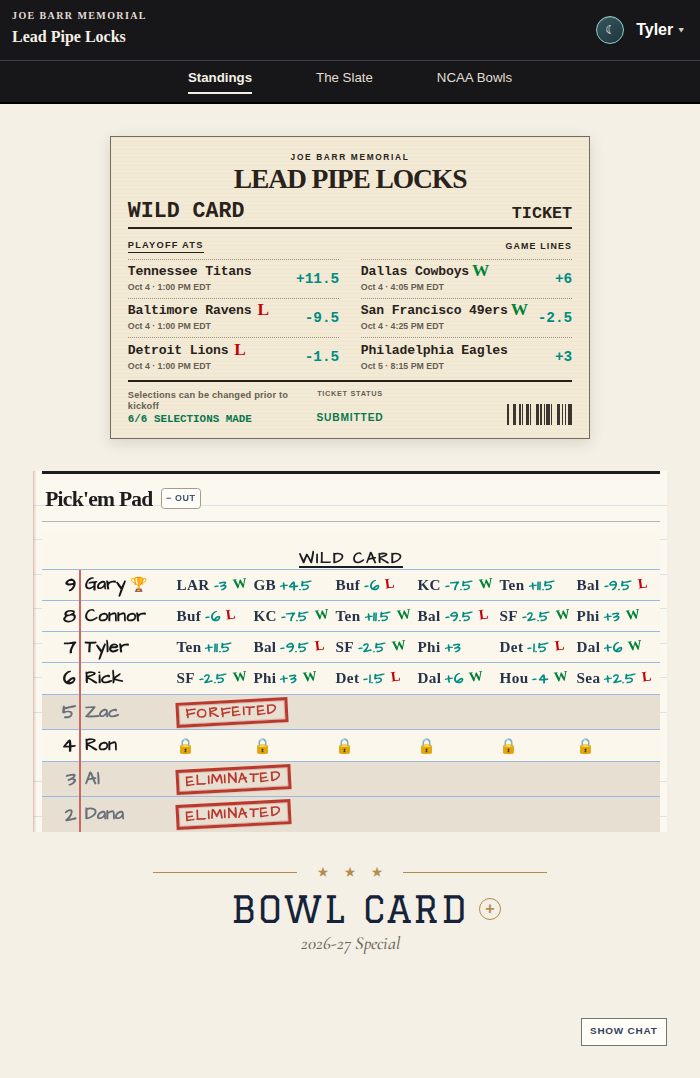 JOE BARR MEMORIAL
Lead Pipe Locks
Tyler
Standings The Slate NCAA Bowls
JOE BARR MEMORIAL
LEAD PIPE LOCKS
WILD CARD TICKET
PLAYOFF ATS GAME LINES
Tennessee Titans +11.5
Oct 4 · 1:00 PM EDT
Baltimore Ravens L -9.5
Oct 4 · 1:00 PM EDT
Detroit Lions L -1.5
Oct 4 · 1:00 PM EDT
Dallas Cowboys W +6
Oct 4 · 4:05 PM EDT
San Francisco 49ers W -2.5
Oct 4 · 4:25 PM EDT
Philadelphia Eagles +3
Oct 5 · 8:15 PM EDT
Selections can be changed prior to
kickoff
6/6 SELECTIONS MADE
TICKET STATUS
SUBMITTED
Pick'em Pad − OUT
WILD CARD
9 Gary 🏆 LAR -3 W GB +4.5 Buf -6 L KC -7.5 W Ten +11.5 Bal -9.5 L
8 Connor Buf -6 L KC -7.5 W Ten +11.5 W Bal -9.5 L SF -2.5 W Phi +3 W
7 Tyler Ten +11.5 Bal -9.5 L SF -2.5 W Phi +3 Det -1.5 L Dal +6 W
6 Rick SF -2.5 W Phi +3 W Det -1.5 L Dal +6 W Hou -4 W Sea +2.5 L
5 Zac FORFEITED
4 Ron 🔒 🔒 🔒 🔒 🔒 🔒
3 Al ELIMINATED
2 Dana ELIMINATED
★ ★ ★
BOWL CARD +
2026-27 Special
SHOW CHAT